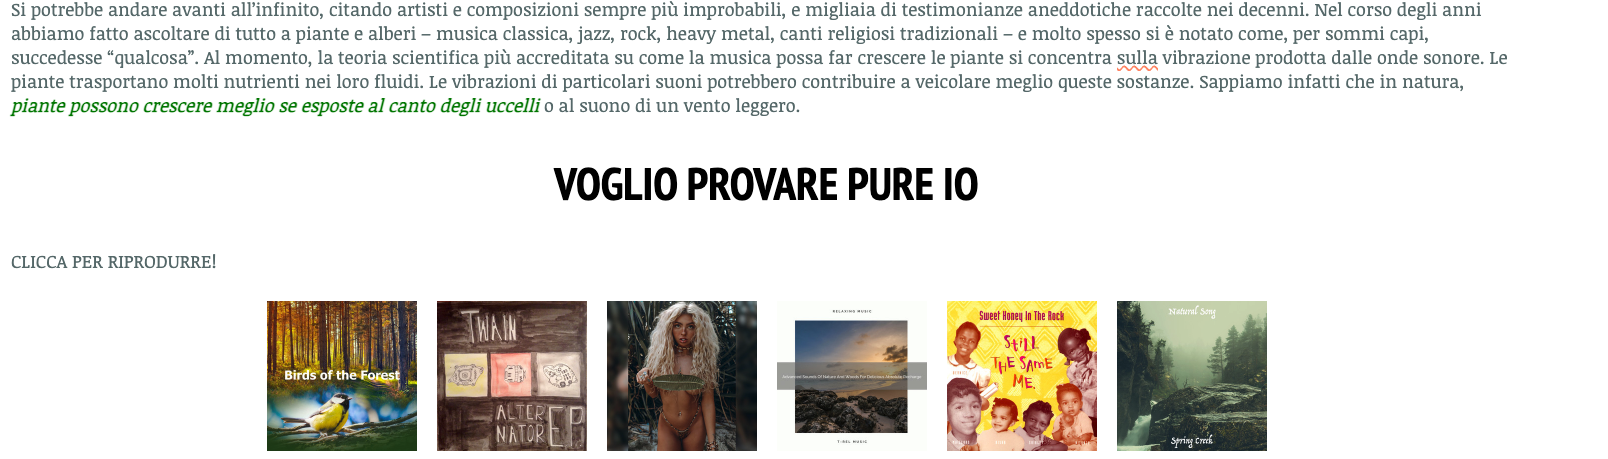 Si potrebbe andare avanti all’infinito, citando artisti e composizioni sempre più improbabili, e migliaia di testimonianze aneddotiche raccolte nei decenni. Nel corso degli anni
abbiamo fatto ascoltare di tutto a piante e alberi – musica classica, jazz, rock, heavy metal, canti religiosi tradizionali – e molto spesso si è notato come, per sommi capi,
succedesse “qualcosa”. Al momento, la teoria scientifica più accreditata su come la musica possa far crescere le piante si concentra sulla vibrazione prodotta dalle onde sonore. Le
piante trasportano molti nutrienti nei loro fluidi. Le vibrazioni di particolari suoni potrebbero contribuire a veicolare meglio queste sostanze. Sappiamo infatti che in natura,
piante possono crescere meglio se esposte al canto degli uccelli o al suono di un vento leggero.
VOGLIO PROVARE PURE IO
CLICCA PER RIPRODURRE!
Birds of the Forest
TWAIN
ALTER
NATOR EP
RELAXING MUSIC
T-REL MUSIC
Sweet Honey In The Rock
STILL
THE SAME
ME.
Natural Song
Spring Creek